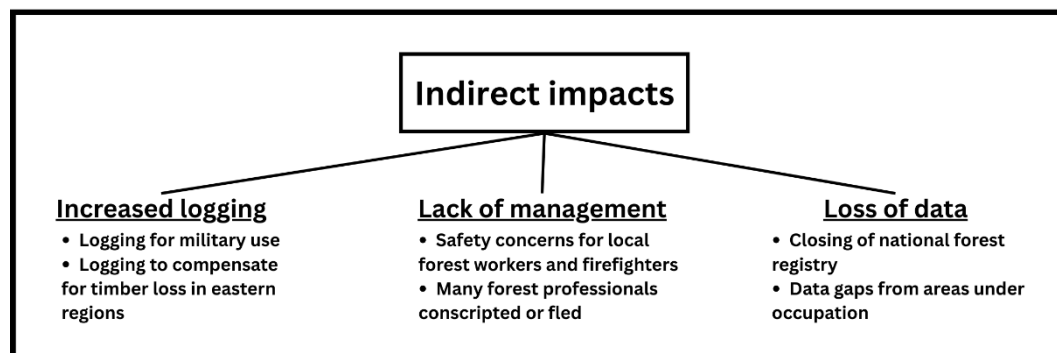 Indirect impacts
Increased logging
• Logging for military use
• Logging to compensate
for timber loss in eastern
regions
Lack of management
• Safety concerns for local
forest workers and firefighters
• Many forest professionals
conscripted or fled
Loss of data
• Closing of national forest
registry
• Data gaps from areas under
occupation